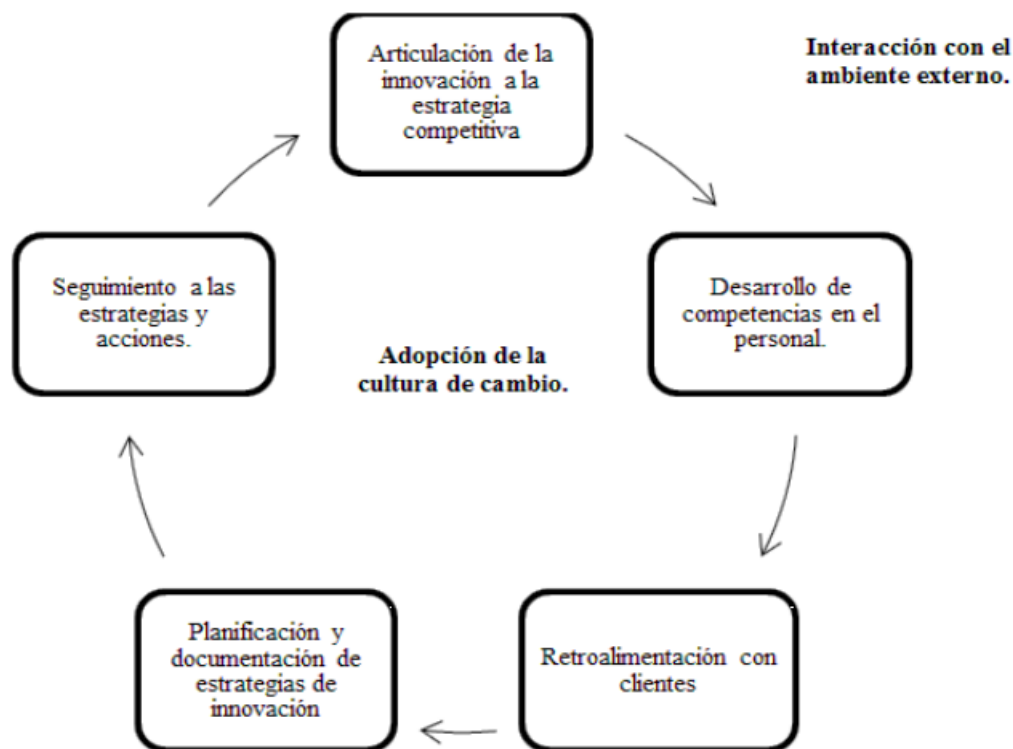 Articulación de la
innovación a la
estrategia
competitiva
Interacción con el
ambiente externo.
Desarrollo de
competencias en el
personal.
Retroalimentación con
clientes
Planificación y
documentación de
estrategias de
innovación
Seguimiento a las
estrategias y
acciones.
Adopción de la
cultura de cambio.